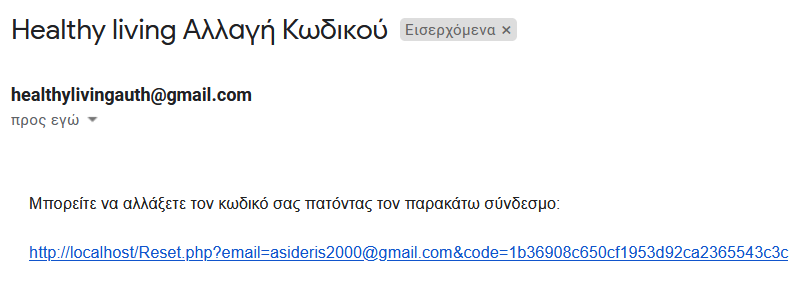 Healthy living Αλλαγή Κωδικού Εισερχόμενα ×
healthylivingauth@gmail.com
προς εγώ
Μπορείτε να αλλάξετε τον κωδικό σας πατόντας τον παρακάτω σύνδεσμο:
http://localhost/Reset.php?email=asideris2000@gmail.com&code=1b36908c650cf1953d92ca2365543c3c